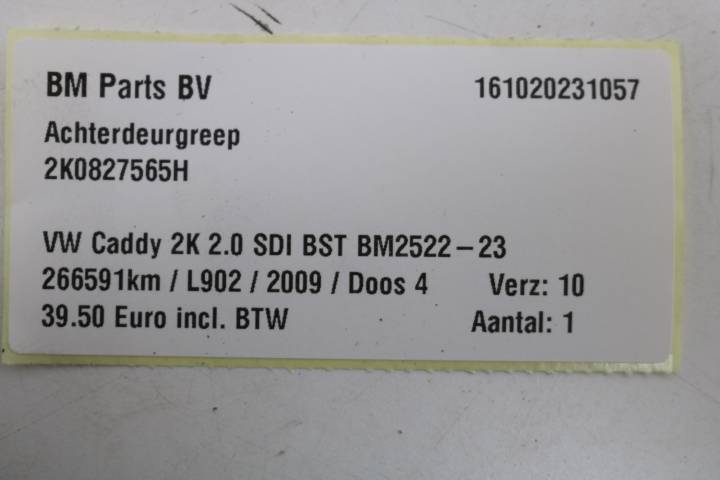 BM Parts BV 161020231057
Achterdeurgreep
2K0827565H
VW Caddy 2K 2.0 SDI BST BM2522-23
266591km / L902 / 2009 / Doos 4 Verz: 10
39.50 Euro incl. BTW Aantal: 1